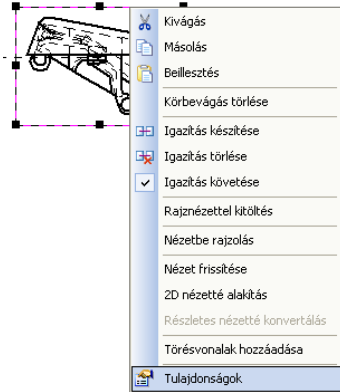 Kivágás
Másolás
Beillesztés
Körbevágás törlése
Igazítás készítése
Igazítás törlése
Igazítás követése
Rajznézettel kitöltés
Nézetbe rajzolás
Nézet frissítése
2D nézetté alakítás
Részletes nézetté konvertálás
Törésvonalak hozzáadása
Tulajdonságok